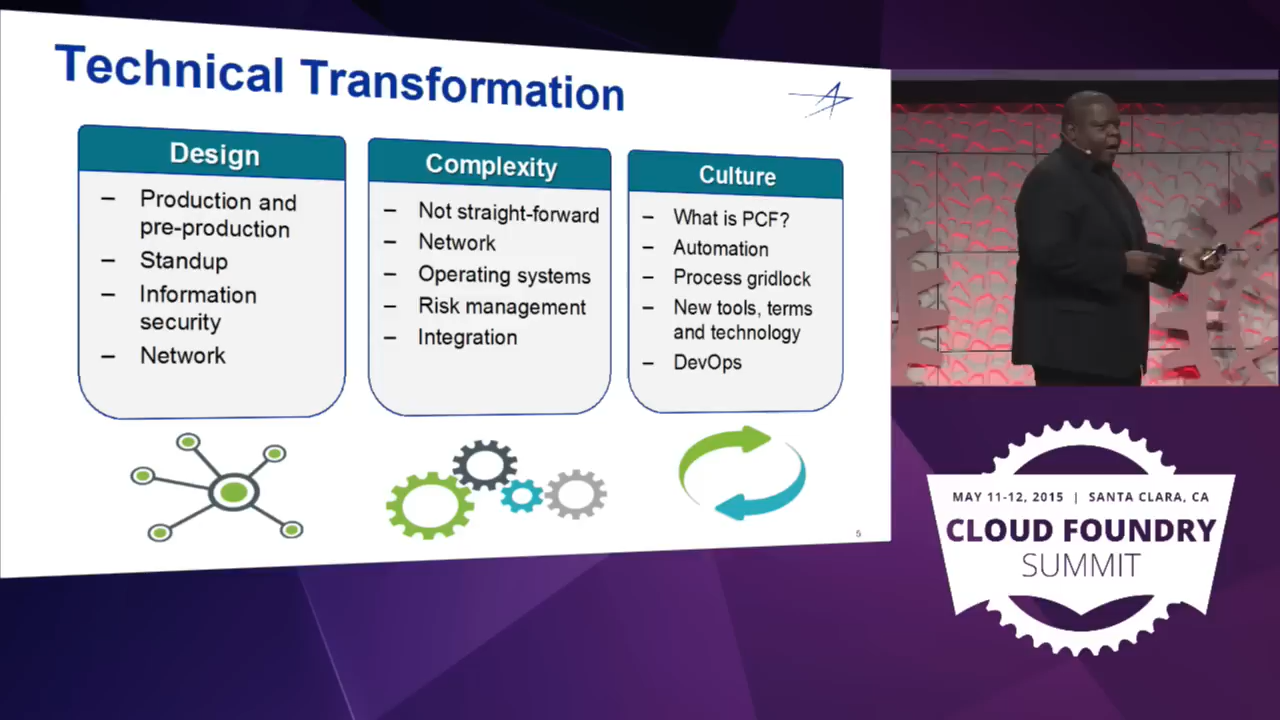 Technical Transformation
Design
– Production and
pre-production
– Standup
– Information
security
– Network
Complexity
– Not straight-forward
– Network
– Operating systems
– Risk management
– Integration
Culture
– What is PCF?
– Automation
– Process gridlock
– New tools, terms
and technology
– DevOps
5
MAY 11-12, 2015 | SANTA CLARA, CA
CLOUD FOUNDRY
SUMMIT